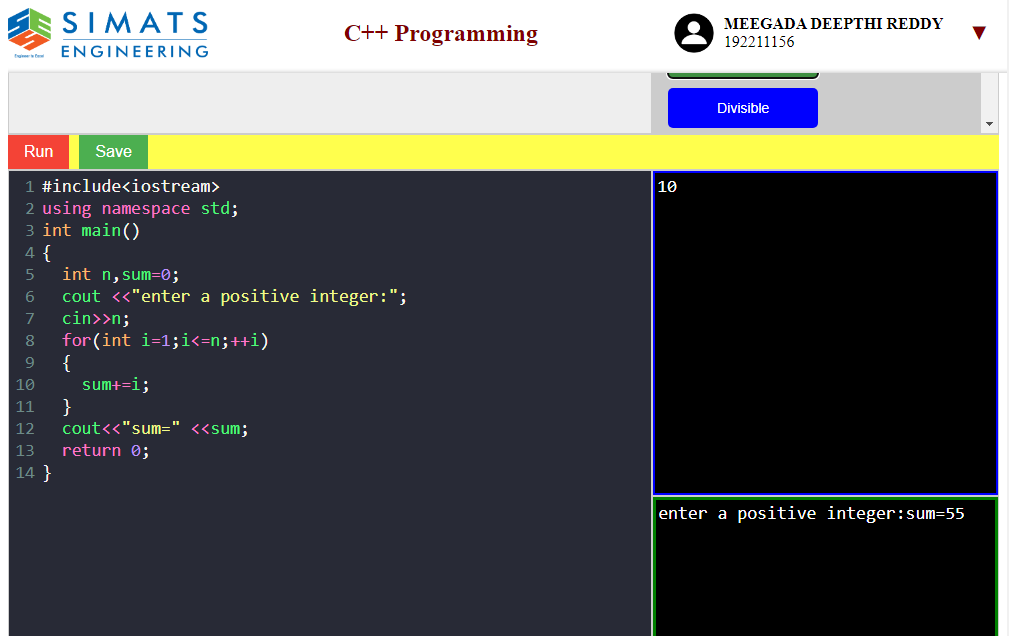 SIMATS
ENGINEERING
Engineer to Excel
C++ Programming
MEEGADA DEEPTHI REDDY
192211156
▼
Divisible
Run
Save
1 #include<iostream>
2 using namespace std;
3 int main()
4 {
5   int n,sum=0;
6   cout <<"enter a positive integer:";
7   cin>>n;
8   for(int i=1;i<=n;++i)
9   {
10     sum+=i;
11   }
12   cout<<"sum=" <<sum;
13   return 0;
14 }
10
enter a positive integer:sum=55